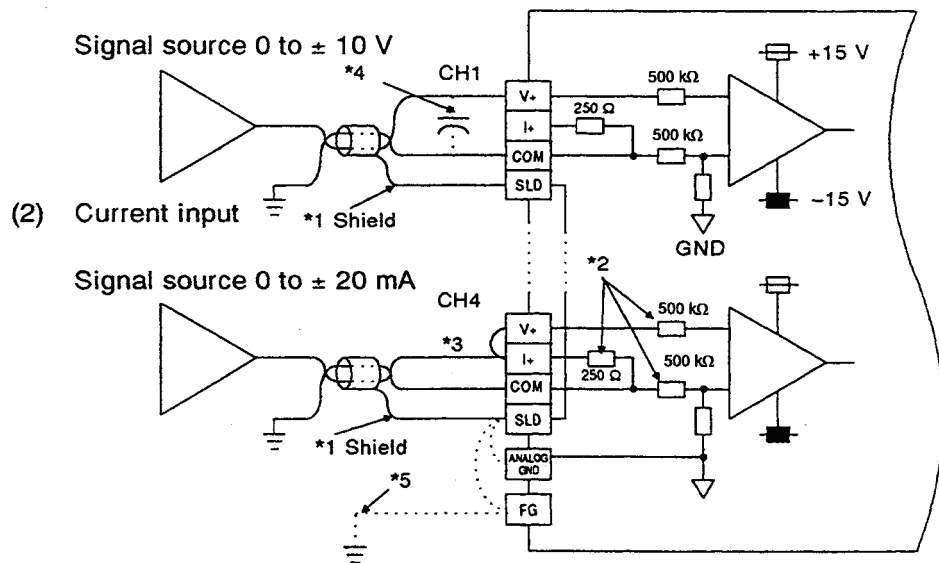 Signal source 0 to ± 10 V
*4
CH1
V+
I+
COM
SLD
250 Ω
500 kΩ
500 kΩ
+15 V
−15 V
GND
*1 Shield
(2) Current input
Signal source 0 to ± 20 mA
CH4
*2
*3
V+
I+
COM
SLD
ANALOG
GND
FG
500 kΩ
500 kΩ
250 Ω
*1 Shield
*5